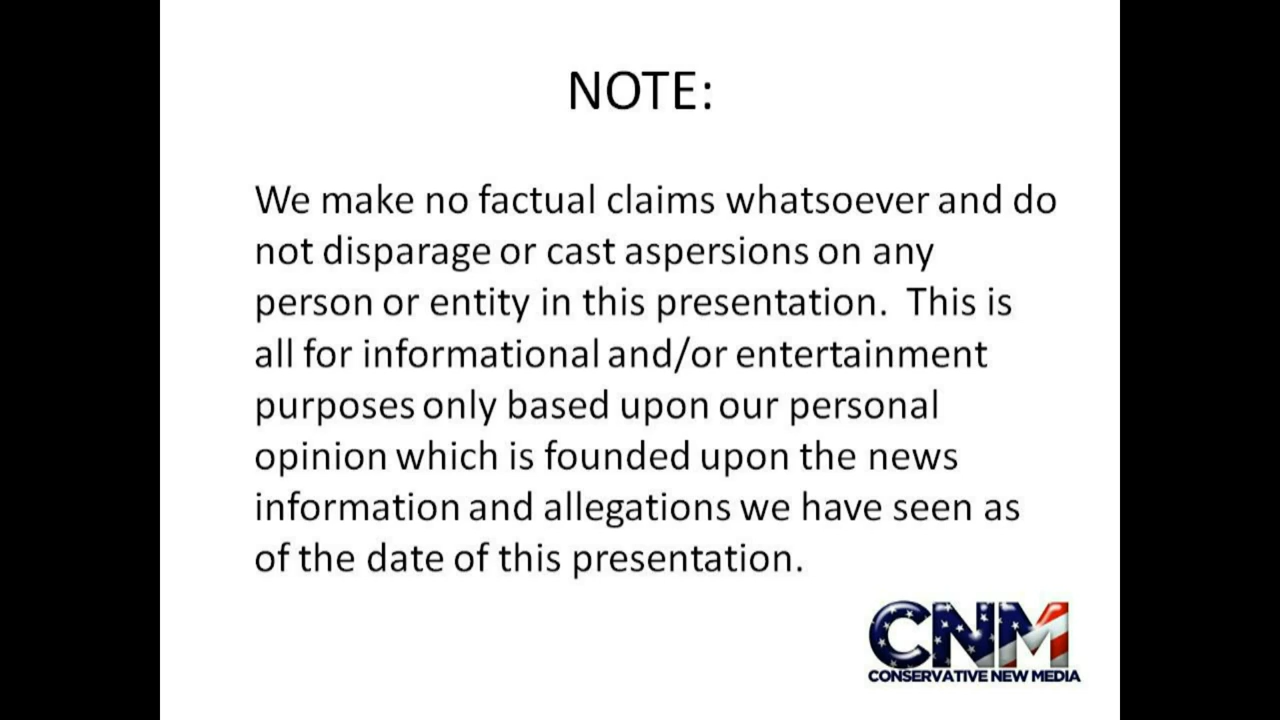 NOTE:
We make no factual claims whatsoever and do
not disparage or cast aspersions on any
person or entity in this presentation.  This is
all for informational and/or entertainment
purposes only based upon our personal
opinion which is founded upon the news
information and allegations we have seen as
of the date of this presentation.
CNM
CONSERVATIVE NEW MEDIA